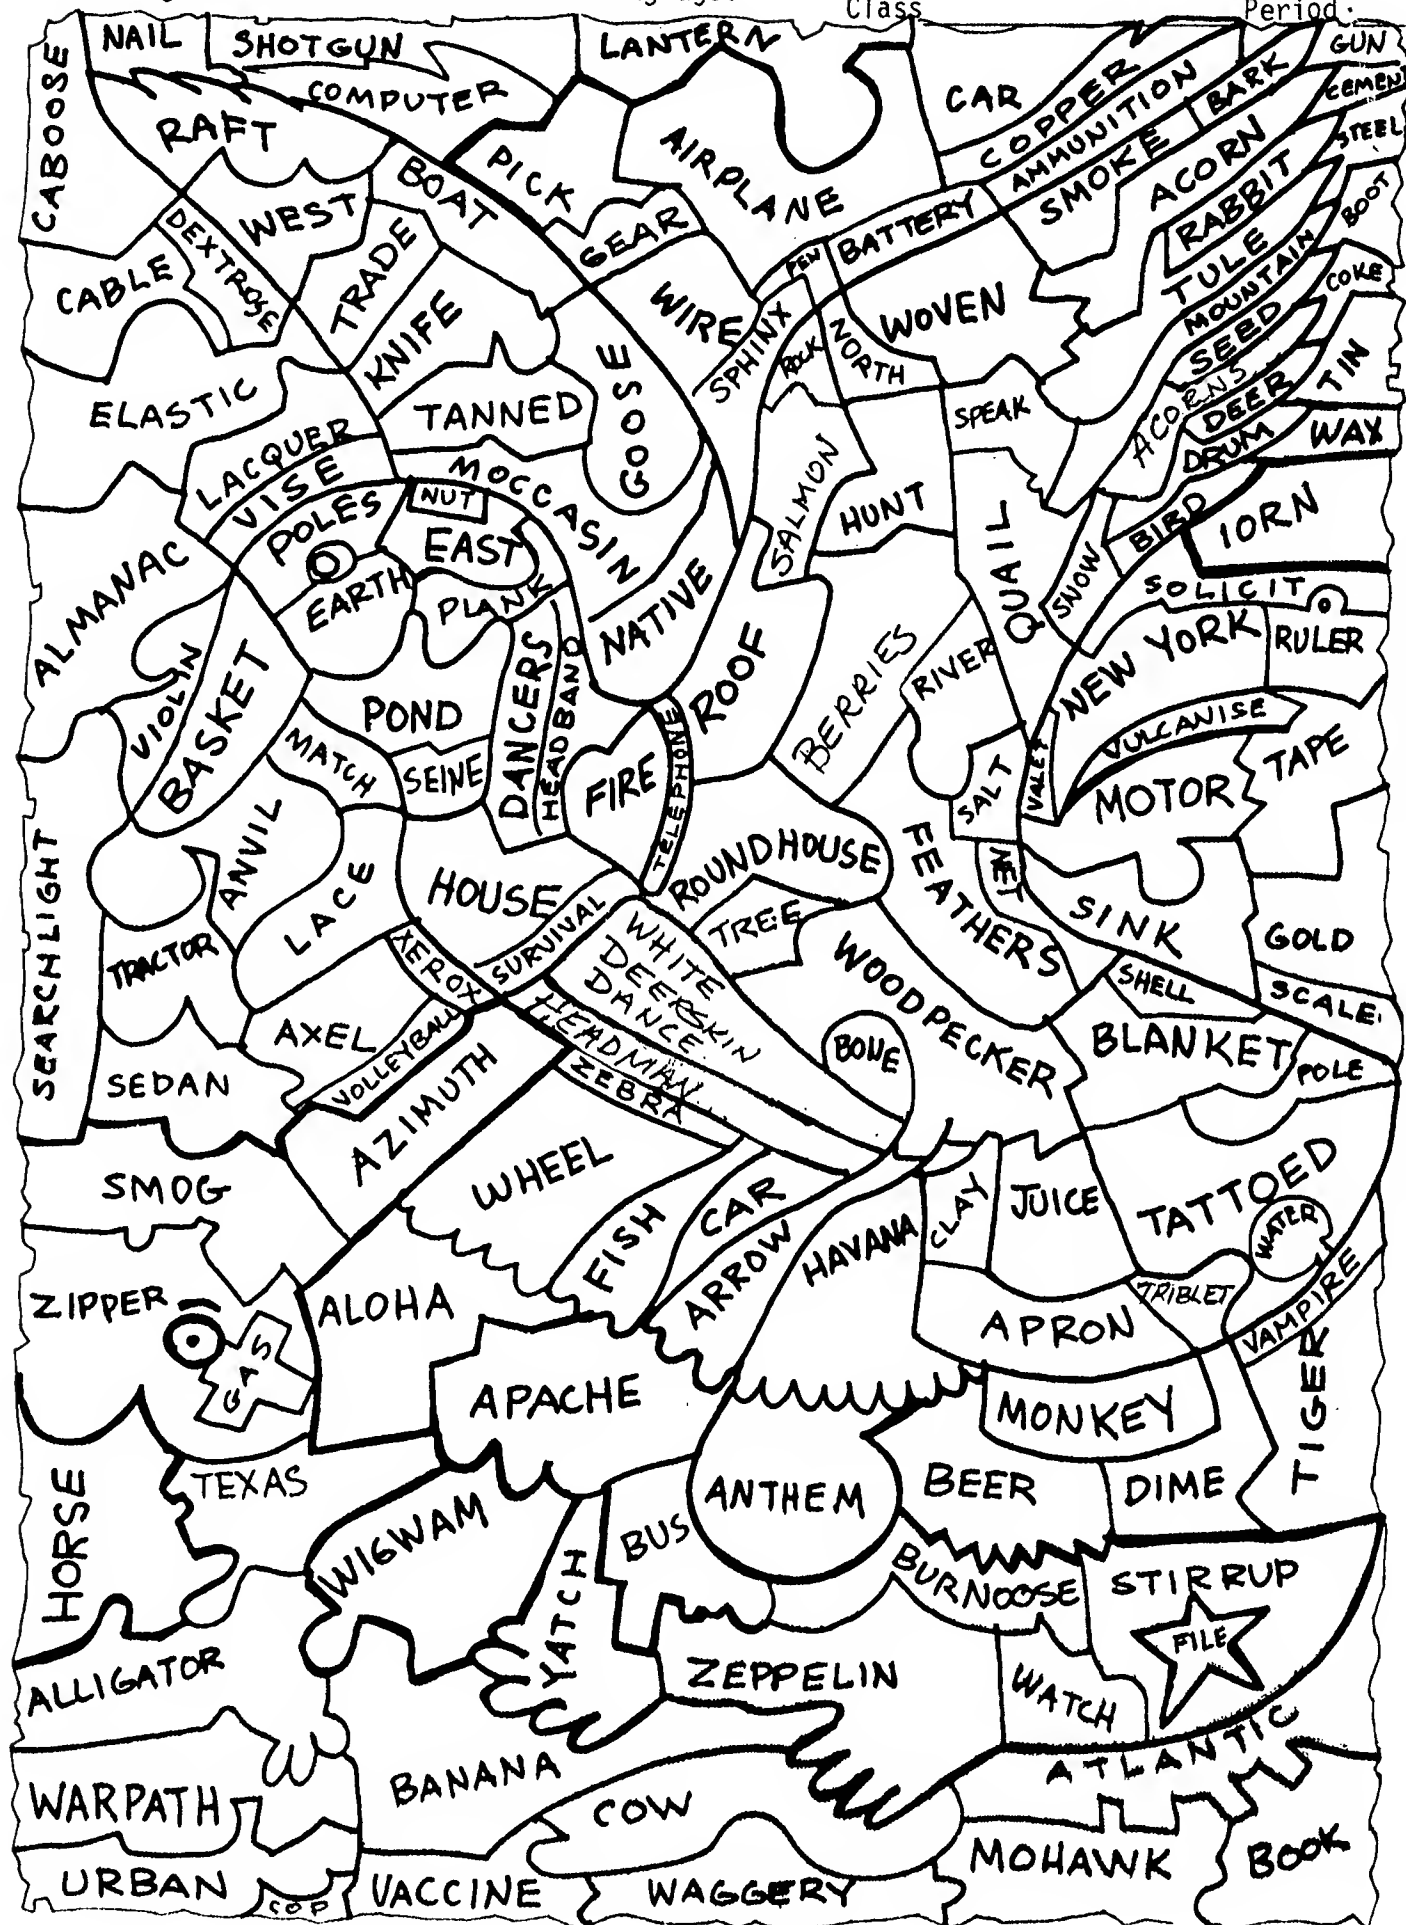 Class
Period.
CABOOSE
NAIL
SHOTGUN
LANTERN
COMPUTER
CAR
COPPER
AMMUNITION
BARK
GUN
CEMENT
STEEL
RAFT
PICK
AIRPLANE
SMOKE
ACORN
RABBIT
BOOT
BOAT
WEST
DEXTROSE
TRADE
GEAR
PEN
BATTERY
TULE
MOUNTAIN
COKE
CABLE
KNIFE
WIRE
SPHINX
ROCK
NORTH
WOVEN
SEED
TIN
ELASTIC
TANNED
GOOSE
SPEAK
ACORNS
DEER
DRUM
WAX
LACQUER
VISE
MOCCASIN
POLES
NUT
SALMON
HUNT
QUAIL
BIRD
IORN
ALMANAC
EAST
EARTH
PLANK
NATIVE
SNOW
SOLICIT
VIOLIN
BASKET
DANCERS
HEADBAND
ROOF
BERRIES
RIVER
NEW YORK
RULER
POND
MATCH
SEINE
FIRE
TELEPHONE
SALT
VALET
VULCANISE
MOTOR
TAPE
SEARCHLIGHT
ANVIL
LACE
HOUSE
ROUNDHOUSE
FEATHERS
NET
SINK
GOLD
TRACTOR
XEROX
SURVIVAL
WHITE
DEERSKIN
DANCE
TREE
WOODPECKER
SHELL
SCALE
AXEL
VOLLEYBALL
HEADMAN
ZEBRA
BONE
BLANKET
POLE
SEDAN
AZIMUTH
SMOG
WHEEL
FISH
CAR
ARROW
HAVANA
CLAY
JUICE
TATTOED
WATER
ZIPPER
GAS
ALOHA
APRON
TRIBLET
VAMPIRE
TIGER
APACHE
MONKEY
HORSE
TEXAS
WIGWAM
YATCH
BUS
ANTHEM
BEER
DIME
BURNOOSE
STIRRUP
FILE
ALLIGATOR
ZEPPELIN
WATCH
ATLANTIC
WARPATH
BANANA
COW
MOHAWK
BOOK
URBAN
COP
VACCINE
WAGGERY